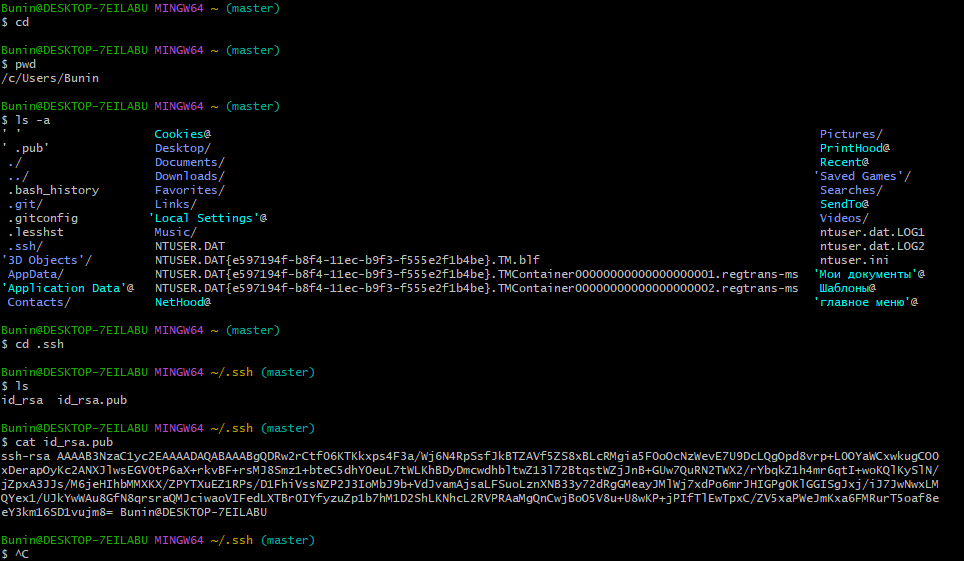 Bunin@DESKTOP-7EILABU MINGW64 ~ (master)
$ cd
Bunin@DESKTOP-7EILABU MINGW64 ~ (master)
$ pwd
/c/Users/Bunin
Bunin@DESKTOP-7EILABU MINGW64 ~ (master)
$ ls -a
' ' Cookies@ Pictures/
' .pub' Desktop/ PrintHood@
./ Documents/ Recent@
../ Downloads/ 'Saved Games'/
.bash_history Favorites/ Searches/
.git/ Links/ SendTo@
.gitconfig 'Local Settings'@ Videos/
.lesshst Music/ ntuser.dat.LOG1
.ssh/ NTUSER.DAT ntuser.dat.LOG2
'3D Objects'/ NTUSER.DAT{e597194f-b8f4-11ec-b9f3-f555e2f1b4be}.TM.blf ntuser.ini
AppData/ NTUSER.DAT{e597194f-b8f4-11ec-b9f3-f555e2f1b4be}.TMContainer00000000000000000001.regtrans-ms 'Мои документы'@
'Application Data'@ NTUSER.DAT{e597194f-b8f4-11ec-b9f3-f555e2f1b4be}.TMContainer00000000000000000002.regtrans-ms Шаблоны@
Contacts/ NetHood@ 'главное меню'@
Bunin@DESKTOP-7EILABU MINGW64 ~ (master)
$ cd .ssh
Bunin@DESKTOP-7EILABU MINGW64 ~/.ssh (master)
$ ls
id_rsa id_rsa.pub
Bunin@DESKTOP-7EILABU MINGW64 ~/.ssh (master)
$ cat id_rsa.pub
ssh-rsa AAAAB3NzaC1yc2EAAAADAQABAAABgQDRw2rCtfO6KTKkxps4F3a/Wj6N4RpSsfJkBTZAVf5ZS8xBLcRMgia5FOoOcNzWevE7U9DcLQgOpd8vrp+LOOYaWCxwkugCOO
xDerapOyKc2ANXJlwsEGVOtP6aX+rkvBF+rsMJ8Smz1+bteC5dhYOeuL7tWLKhBDyDmcwdhbltwZ13l72BtqstWZjJnB+GUw7QuRN2TWX2/rYbqkZ1h4mr6qtI+woKQlKySlN/
jZpxA3JJs/M6jeHIhbMMXKX/ZPYTXuEZ1RPs/D1FhiVssNZP2J3IoMbJ9b+VdJvamAjsaLFSuoLznXNB33y72dRgGMeayJMlWj7xdPo6mrJHIGPgOKlGGISgJxj/iJ7JwNwxLM
QYex1/UJkYwWAu8GfN8qrsraQMJciwaoVIFedLXTBrOIYfyzuZp1b7hM1D2ShLKNhcL2RVPRAaMgQnCwjBoO5V8u+U8wKP+jPIfTlEwTpxC/ZV5xaPWeJmKxa6FMRurT5oaf8e
eY3km16SD1vujm8= Bunin@DESKTOP-7EILABU
Bunin@DESKTOP-7EILABU MINGW64 ~/.ssh (master)
$ ^C